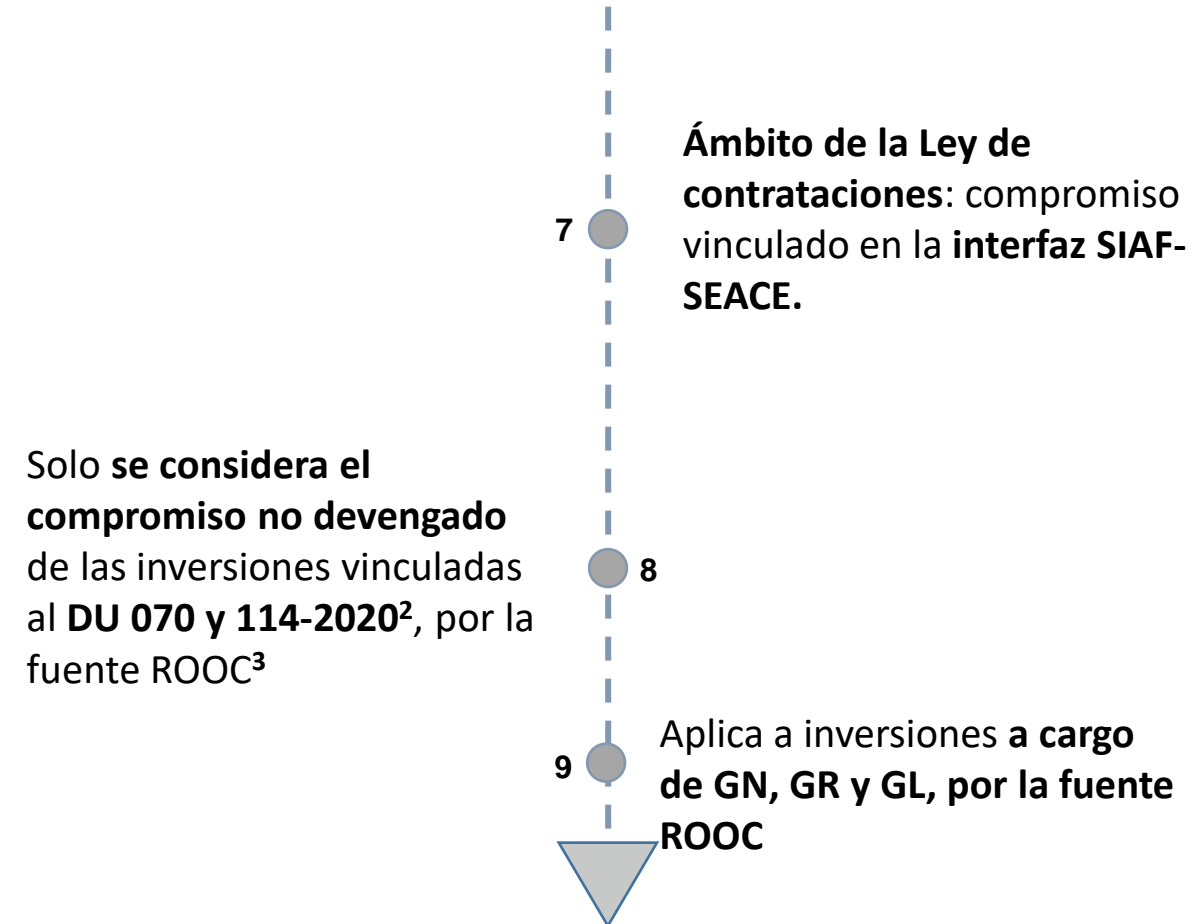 7
Ámbito de la Ley de
contrataciones: compromiso
vinculado en la interfaz SIAF-
SEACE.
Solo se considera el
compromiso no devengado
de las inversiones vinculadas
al DU 070 y 114-2020², por la
fuente ROOC³
8
9
Aplica a inversiones a cargo
de GN, GR y GL, por la fuente
ROOC